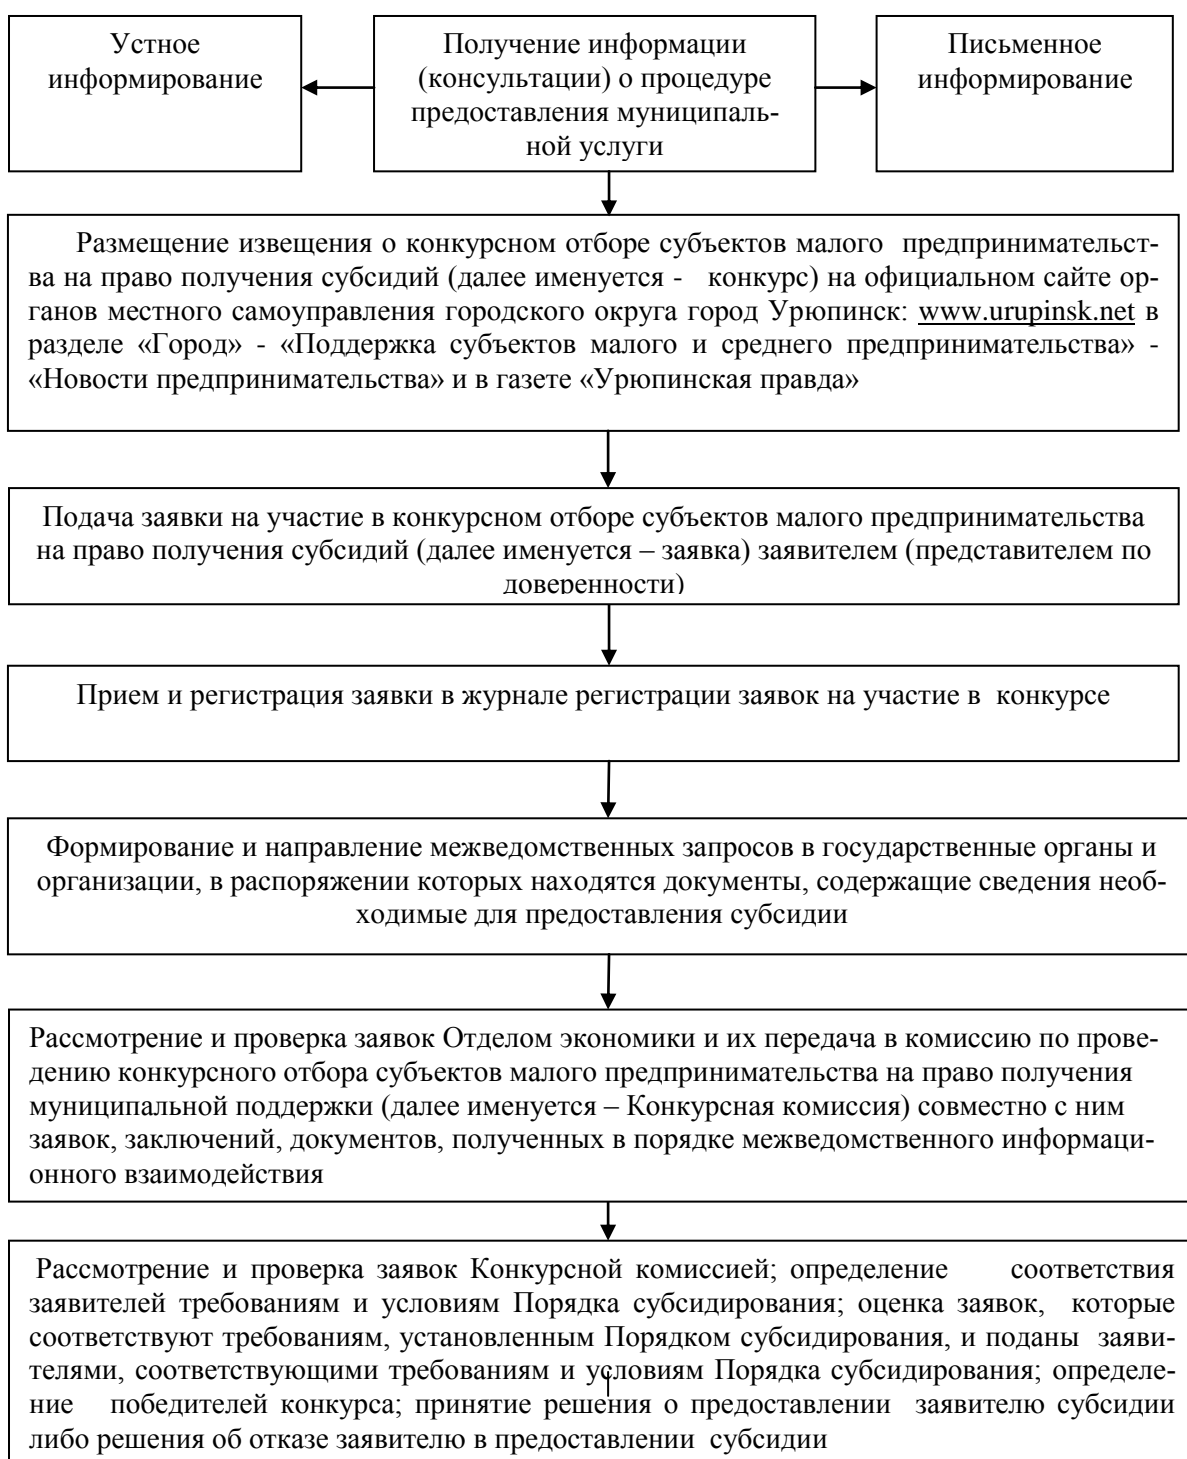 Устное
информирование
Получение информации
(консультации) о процедуре
предоставления муниципаль-
ной услуги
Письменное
информирование
Размещение извещения о конкурсном отборе субъектов малого предпринимательст-
ва на право получения субсидий (далее именуется - конкурс) на официальном сайте ор-
ганов местного самоуправления городского округа город Урюпинск: www.urupinsk.net в
разделе «Город» - «Поддержка субъектов малого и среднего предпринимательства» -
«Новости предпринимательства» и в газете «Урюпинская правда»
Подача заявки на участие в конкурсном отборе субъектов малого предпринимательства
на право получения субсидий (далее именуется – заявка) заявителем (представителем по
доверенности)
Прием и регистрация заявки в журнале регистрации заявок на участие в конкурсе
Формирование и направление межведомственных запросов в государственные органы и
организации, в распоряжении которых находятся документы, содержащие сведения необ-
ходимые для предоставления субсидии
Рассмотрение и проверка заявок Отделом экономики и их передача в комиссию по прове-
дению конкурсного отбора субъектов малого предпринимательства на право получения
муниципальной поддержки (далее именуется – Конкурсная комиссия) совместно с ним
заявок, заключений, документов, полученных в порядке межведомственного информаци-
онного взаимодействия
Рассмотрение и проверка заявок Конкурсной комиссией; определение соответствия
заявителей требованиям и условиям Порядка субсидирования; оценка заявок, которые
соответствуют требованиям, установленным Порядком субсидирования, и поданы заяви-
телями, соответствующими требованиям и условиям Порядка субсидирования; определе-
ние победителей конкурса; принятие решения о предоставлении заявителю субсидии
либо решения об отказе заявителю в предоставлении субсидии